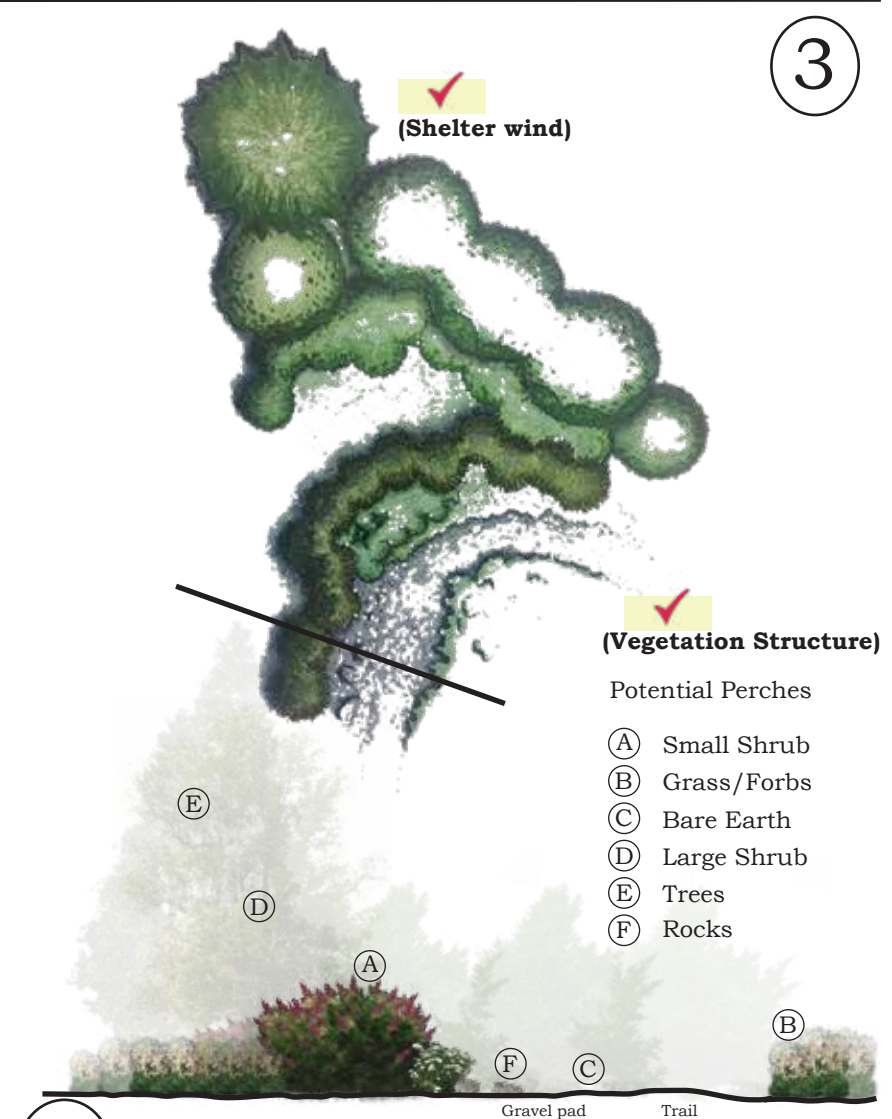 3
(Shelter wind)
(Vegetation Structure)
Potential Perches
A Small Shrub
B Grass/Forbs
C Bare Earth
D Large Shrub
E Trees
F Rocks
E
D
A
B
F
C
Gravel pad
Trail